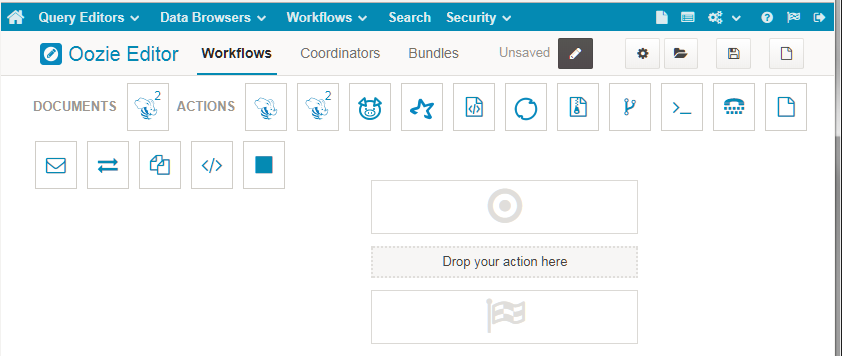 Query Editors Data Browsers Workflows Search Security
Oozie Editor Workflows Coordinators Bundles Unsaved
DOCUMENTS 2 ACTIONS 2
Drop your action here